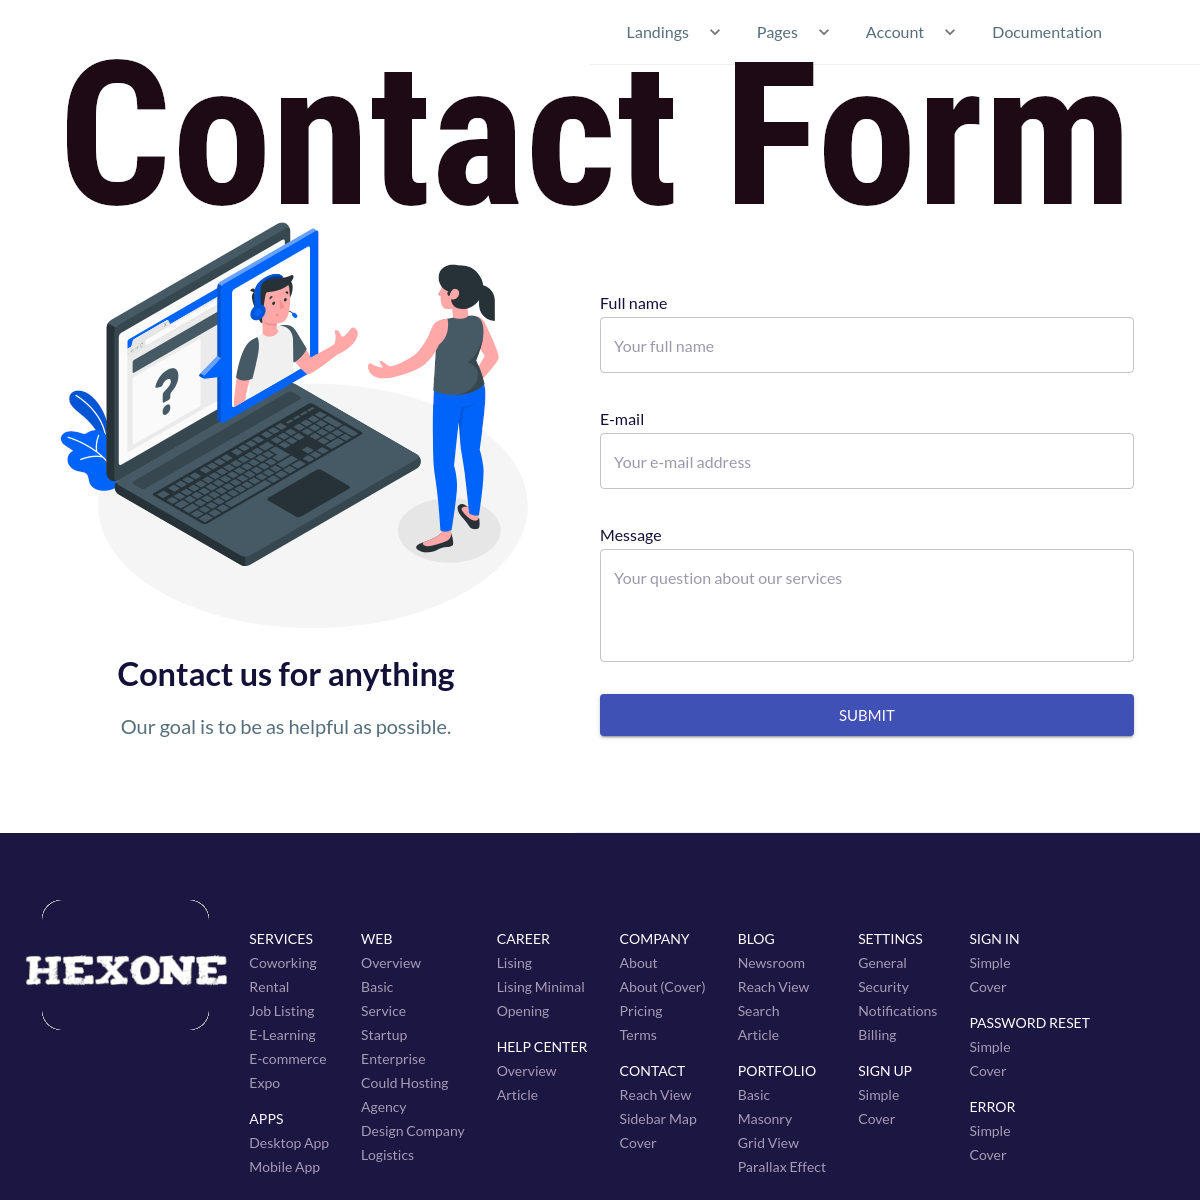 Landings Pages Account Documentation
Contact Form
?
Full name
Your full name
E-mail
Your e-mail address
Message
Your question about our services
SUBMIT
Contact us for anything
Our goal is to be as helpful as possible.
HEXONE
SERVICES
Coworking
Rental
Job Listing
E-Learning
E-commerce
Expo
APPS
Desktop App
Mobile App
WEB
Overview
Basic
Service
Startup
Enterprise
Could Hosting
Agency
Design Company
Logistics
CAREER
Lising
Lising Minimal
Opening
HELP CENTER
Overview
Article
COMPANY
About
About (Cover)
Pricing
Terms
CONTACT
Reach View
Sidebar Map
Cover
BLOG
Newsroom
Reach View
Search
Article
PORTFOLIO
Basic
Masonry
Grid View
Parallax Effect
SETTINGS
General
Security
Notifications
Billing
SIGN UP
Simple
Cover
SIGN IN
Simple
Cover
PASSWORD RESET
Simple
Cover
ERROR
Simple
Cover